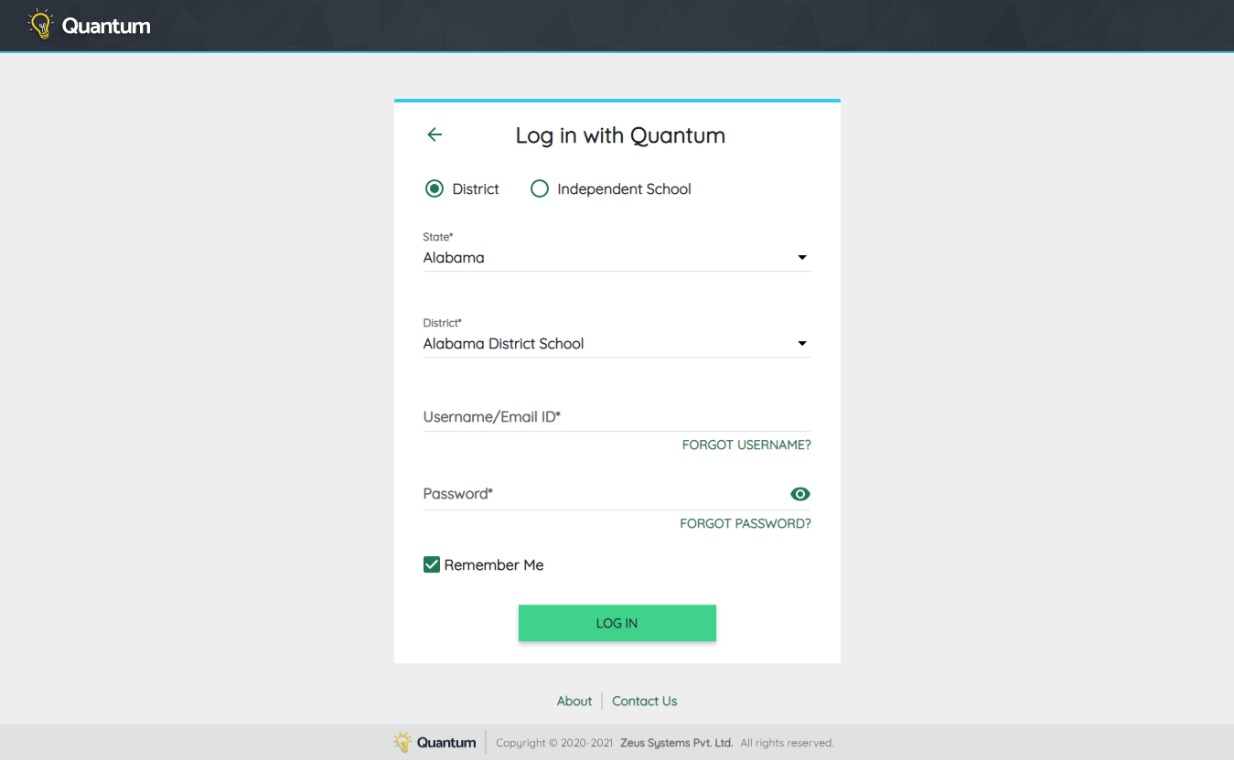 Quantum
Log in with Quantum
District Independent School
State*
Alabama
District*
Alabama District School
Username/Email ID*
FORGOT USERNAME?
Password*
FORGOT PASSWORD?
Remember Me
LOG IN
About Contact Us
Quantum Copyright © 2020-2021 Zeus Systems Pvt. Ltd. All rights reserved.